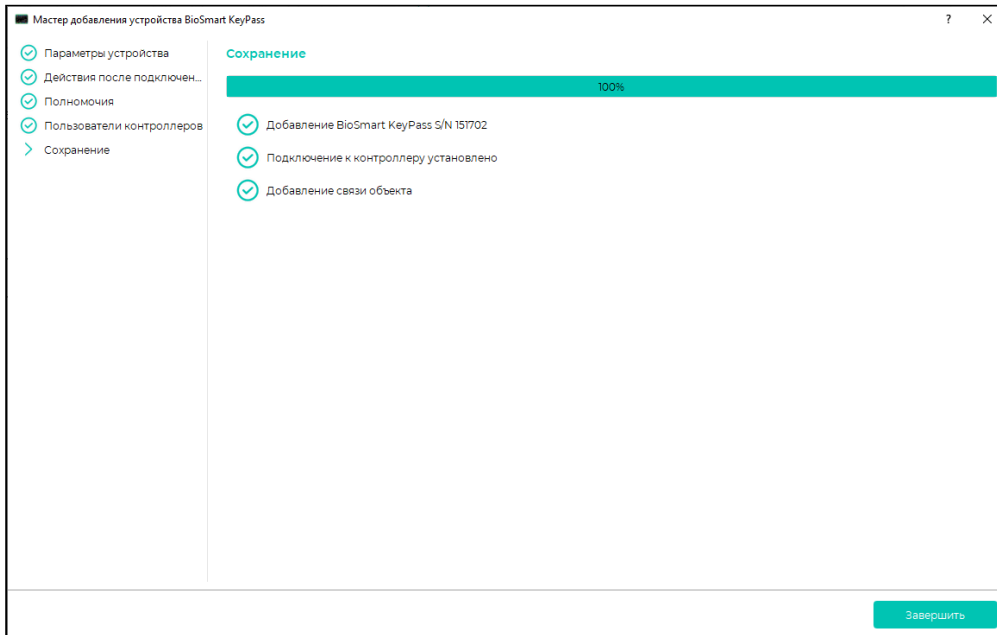 Мастер добавления устройства BioSmart KeyPass
?
Параметры устройства
Действия после подключен...
Полномочия
Пользователи контроллеров
Сохранение
Сохранение
100%
Добавление BioSmart KeyPass S/N 151702
Подключение к контроллеру установлено
Добавление связи объекта
Завершить